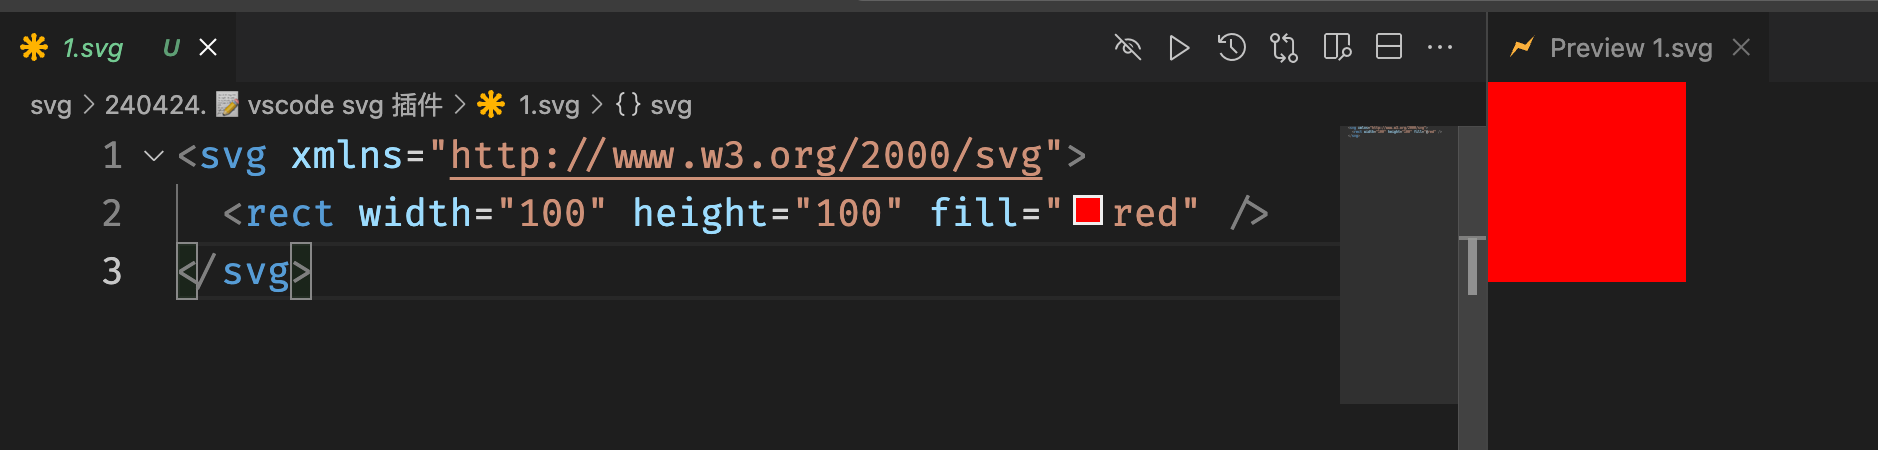 1.svg U
Preview 1.svg
svg > 240424. 📝 vscode svg 插件 > 1.svg > {} svg
1 <svg xmlns="http://www.w3.org/2000/svg">
2 <rect width="100" height="100" fill="red" />
3 </svg>